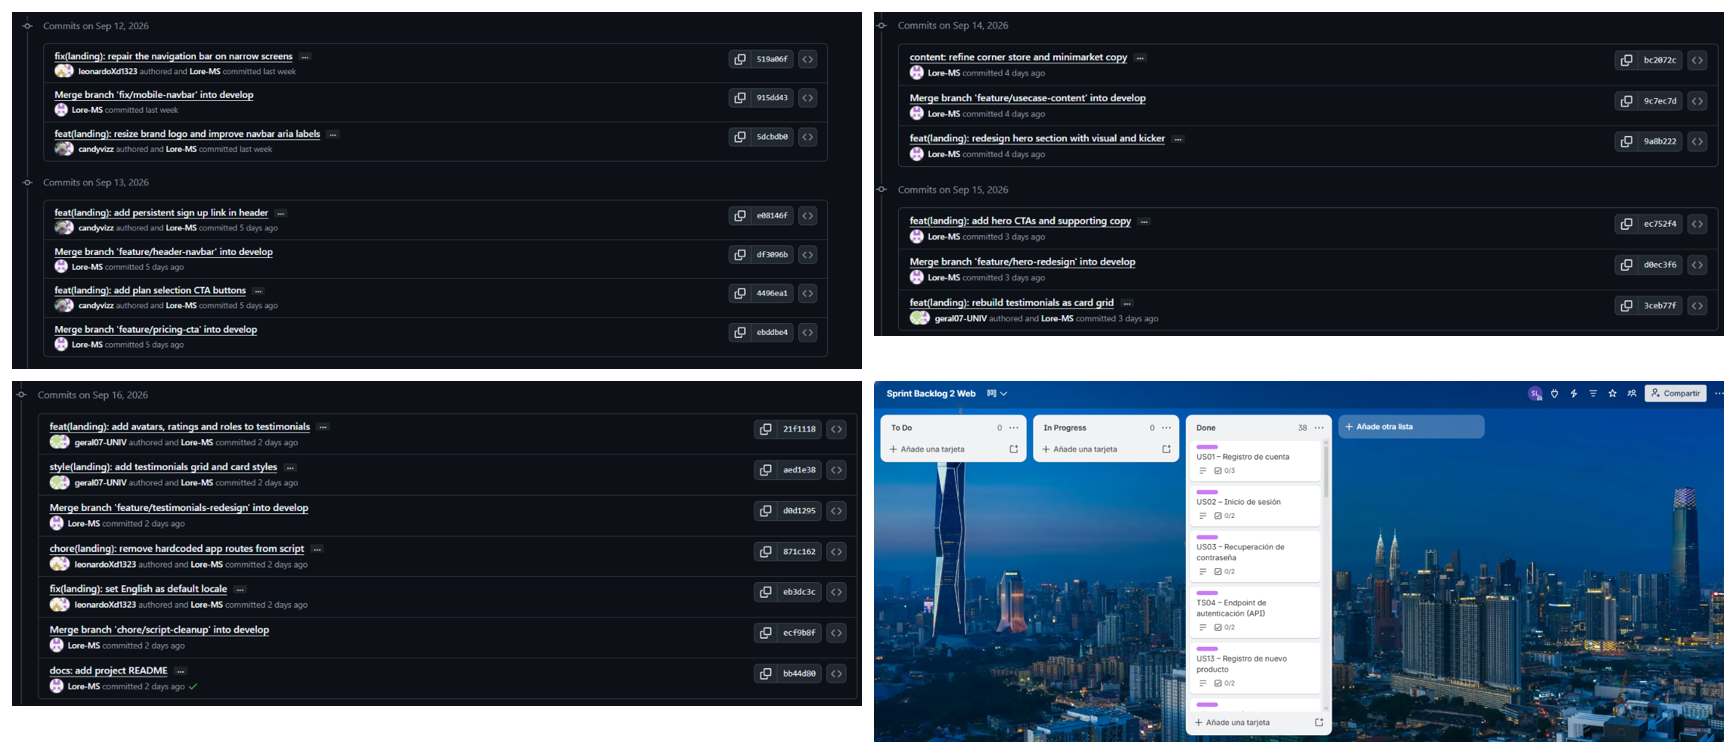 Commits on Sep 12, 2026
fix(landing): repair the navigation bar on narrow screens ...
leonardoXd1323 authored and Lore-MS committed last week
519a06f
Merge branch 'fix/mobile-navbar' into develop
Lore-MS committed last week
915dd43
feat(landing): resize brand logo and improve navbar aria labels ...
candyvizz authored and Lore-MS committed last week
5dcbdb0
Commits on Sep 13, 2026
feat(landing): add persistent sign up link in header ...
candyvizz authored and Lore-MS committed 5 days ago
e08146f
Merge branch 'feature/header-navbar' into develop
Lore-MS committed 5 days ago
df3096b
feat(landing): add plan selection CTA buttons ...
candyvizz authored and Lore-MS committed 5 days ago
4496ea1
Merge branch 'feature/pricing-cta' into develop
Lore-MS committed 5 days ago
ebddbe4
Commits on Sep 14, 2026
content: refine corner store and minimarket copy ...
Lore-MS committed 4 days ago
bc2072c
Merge branch 'feature/usecase-content' into develop
Lore-MS committed 4 days ago
9c7ec7d
feat(landing): redesign hero section with visual and kicker ...
Lore-MS committed 4 days ago
9a8b222
Commits on Sep 15, 2026
feat(landing): add hero CTAs and supporting copy ...
Lore-MS committed 3 days ago
ec752f4
Merge branch 'feature/hero-redesign' into develop
Lore-MS committed 3 days ago
d0ec3f6
feat(landing): rebuild testimonials as card grid ...
geral07-UNIV authored and Lore-MS committed 3 days ago
3ceb77f
Commits on Sep 16, 2026
feat(landing): add avatars, ratings and roles to testimonials ...
geral07-UNIV authored and Lore-MS committed 2 days ago
21f1118
style(landing): add testimonials grid and card styles ...
geral07-UNIV authored and Lore-MS committed 2 days ago
aed1e38
Merge branch 'feature/testimonials-redesign' into develop
Lore-MS committed 2 days ago
d0d1295
chore(landing): remove hardcoded app routes from script ...
leonardoXd1323 authored and Lore-MS committed 2 days ago
871c162
fix(landing): set English as default locale ...
leonardoXd1323 authored and Lore-MS committed 2 days ago
eb3dc3c
Merge branch 'chore/script-cleanup' into develop
Lore-MS committed 2 days ago
ecf9b8f
docs: add project README ...
Lore-MS committed 2 days ago
bb44d80
Sprint Backlog 2 Web
SL
Compartir
To Do 0
Añade una tarjeta
In Progress 0
Añade una tarjeta
Done 38
US01 – Registro de cuenta
0/3
US02 – Inicio de sesión
0/2
US03 – Recuperación de
contraseña
0/2
TS04 – Endpoint de
autenticación (API)
0/2
US13 – Registro de nuevo
producto
0/2
Añade una tarjeta
Añade otra lista